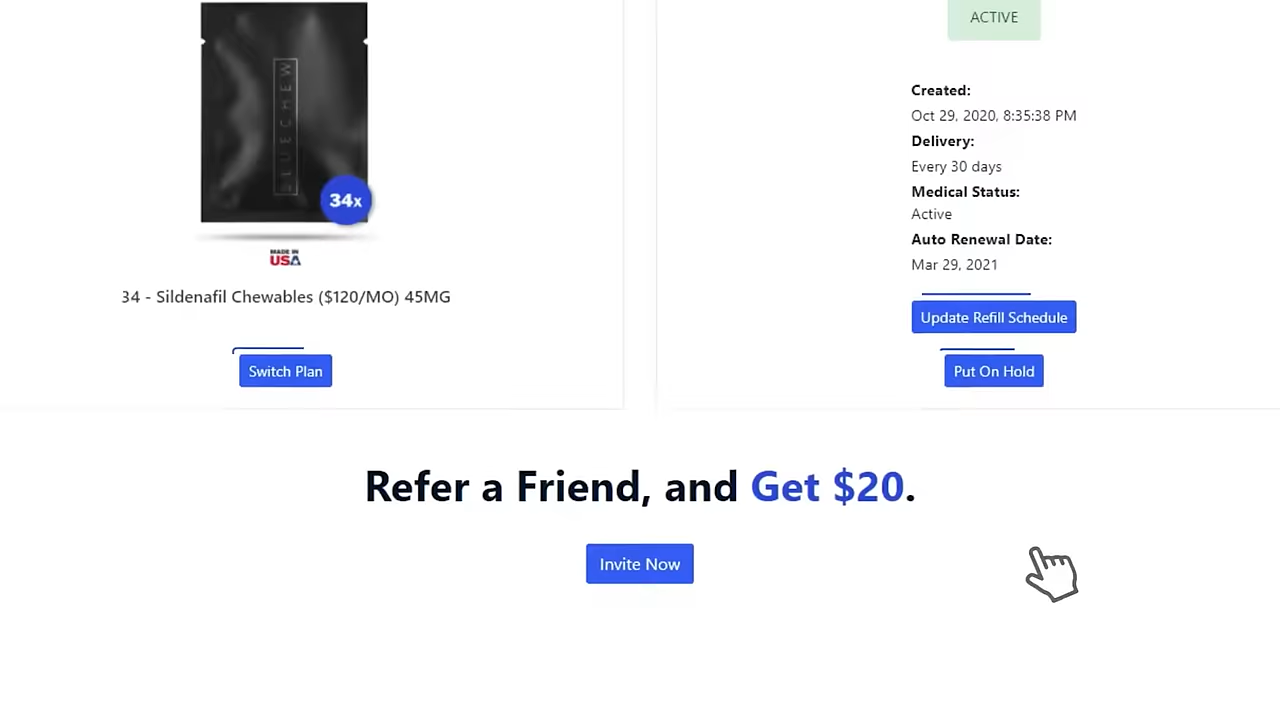 BLUECHEW
34x
MADE IN
USA
34 - Sildenafil Chewables ($120/MO) 45MG
Switch Plan
ACTIVE
Created:
Oct 29, 2020, 8:35:38 PM
Delivery:
Every 30 days
Medical Status:
Active
Auto Renewal Date:
Mar 29, 2021
Update Refill Schedule
Put On Hold
Refer a Friend, and Get $20.
Invite Now